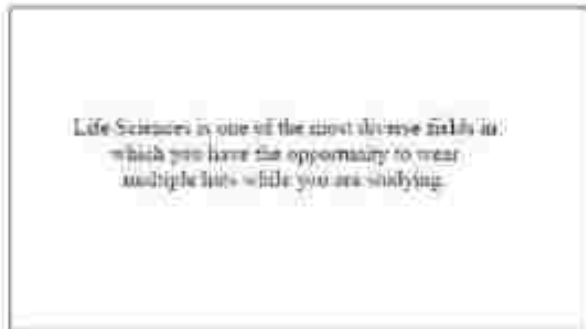 Life Sciences is one of the most diverse fields in
which you have the opportunity to wear
multiple hats while you are studying.